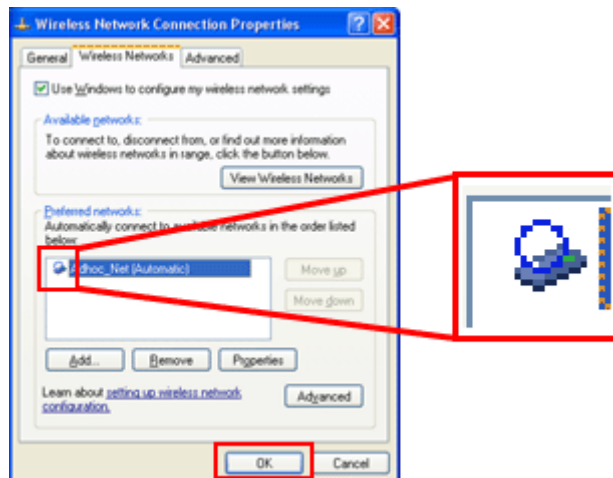 Wireless Network Connection Properties
General Wireless Networks Advanced
Use Windows to configure my wireless network settings
Available networks:
To connect to, disconnect from, or find out more information
about wireless networks in range, click the button below.
View Wireless Networks
Preferred networks:
Automatically connect to available networks in the order listed
below:
Adhoc_Net (Automatic)
Move up
Move down
Add... Remove Properties
Learn about setting up wireless network
configuration.
Advanced
OK Cancel